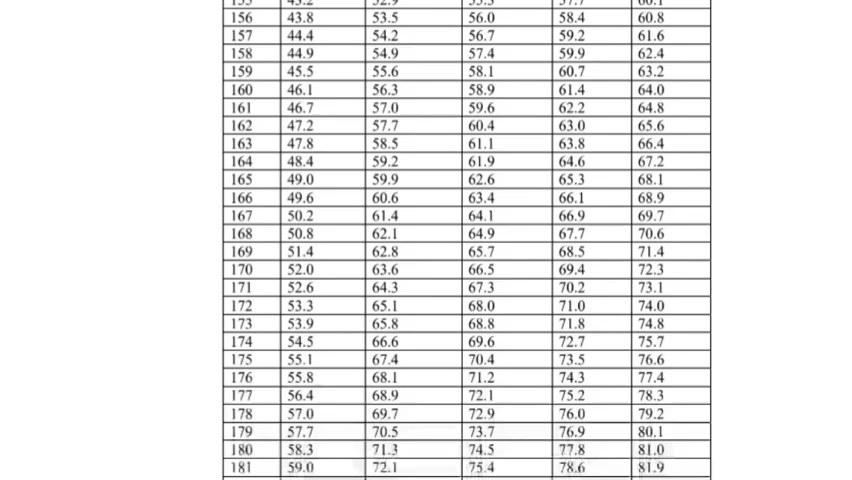 156 43.8 53.5 56.0 58.4 60.8
157 44.4 54.2 56.7 59.2 61.6
158 44.9 54.9 57.4 59.9 62.4
159 45.5 55.6 58.1 60.7 63.2
160 46.1 56.3 58.9 61.4 64.0
161 46.7 57.0 59.6 62.2 64.8
162 47.2 57.7 60.4 63.0 65.6
163 47.8 58.5 61.1 63.8 66.4
164 48.4 59.2 61.9 64.6 67.2
165 49.0 59.9 62.6 65.3 68.1
166 49.6 60.6 63.4 66.1 68.9
167 50.2 61.4 64.1 66.9 69.7
168 50.8 62.1 64.9 67.7 70.6
169 51.4 62.8 65.7 68.5 71.4
170 52.0 63.6 66.5 69.4 72.3
171 52.6 64.3 67.3 70.2 73.1
172 53.3 65.1 68.0 71.0 74.0
173 53.9 65.8 68.8 71.8 74.8
174 54.5 66.6 69.6 72.7 75.7
175 55.1 67.4 70.4 73.5 76.6
176 55.8 68.1 71.2 74.3 77.4
177 56.4 68.9 72.1 75.2 78.3
178 57.0 69.7 72.9 76.0 79.2
179 57.7 70.5 73.7 76.9 80.1
180 58.3 71.3 74.5 77.8 81.0
181 59.0 72.1 75.4 78.6 81.9